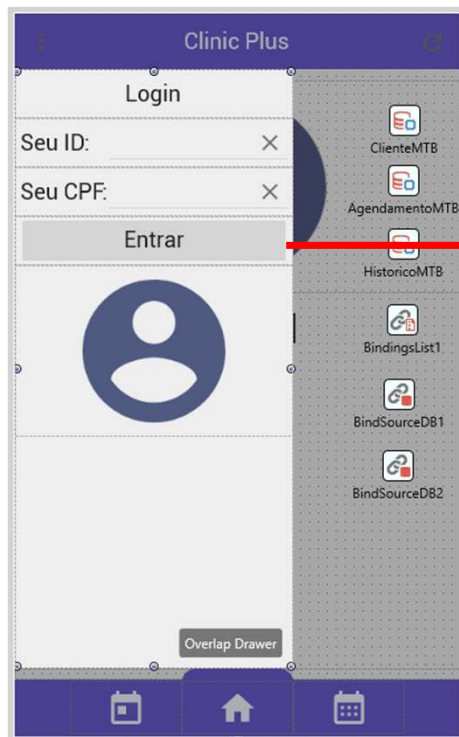 Clinic Plus
Login
Seu ID:
Seu CPF:
Entrar
ClienteMTB
AgendamentoMTB
HistoricoMTB
BindingsList1
BindSourceDB1
BindSourceDB2
Overlap Drawer